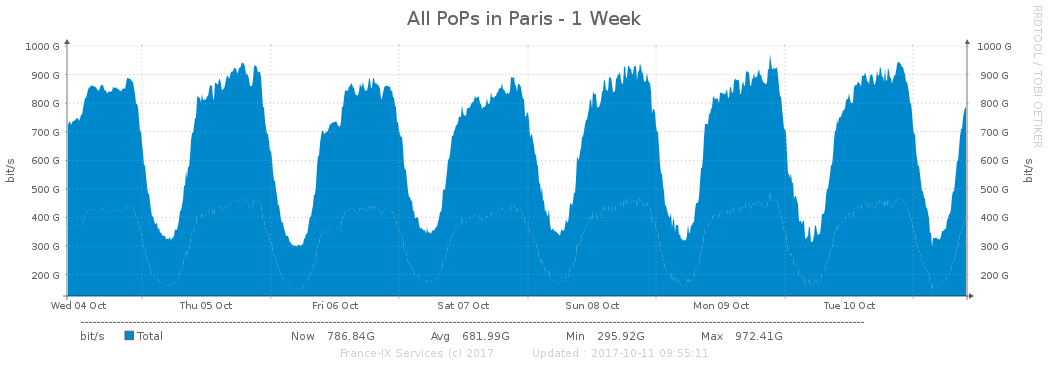 All PoPs in Paris - 1 Week
RRDTOOL / TOBI OETIKER
1000 G 1000 G
900 G 900 G
800 G 800 G
700 G 700 G
600 G 600 G
500 G 500 G
400 G 400 G
300 G 300 G
200 G 200 G
bit/s bit/s
Wed 04 Oct Thu 05 Oct Fri 06 Oct Sat 07 Oct Sun 08 Oct Mon 09 Oct Tue 10 Oct
bit/s Total Now 786.84G Avg 681.99G Min 295.92G Max 972.41G
France-IX Services (c) 2017 Updated : 2017-10-11 09:55:11